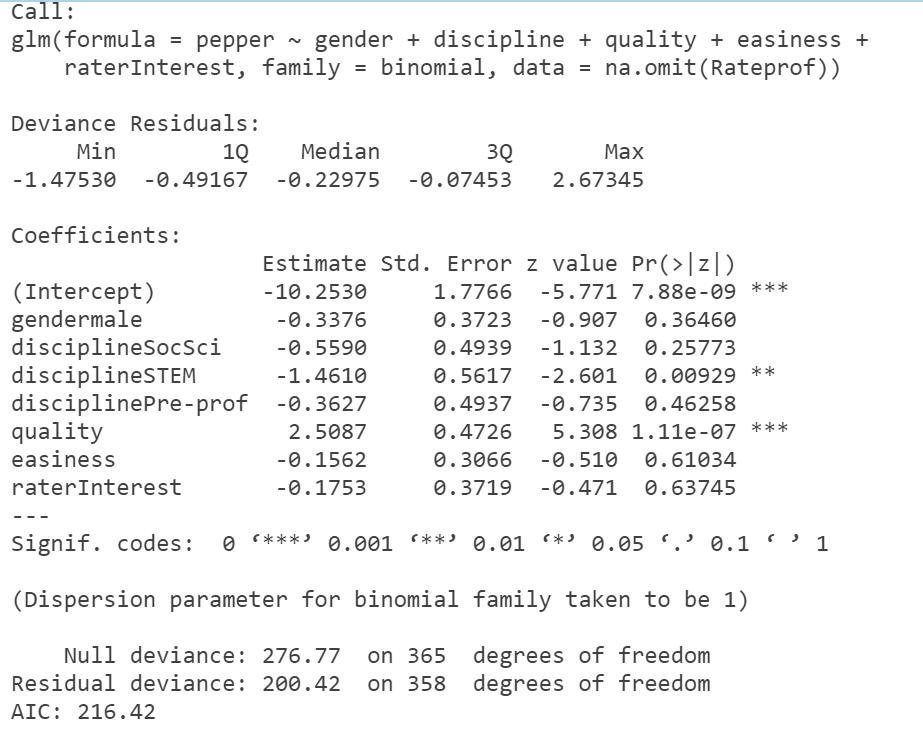 Call:
glm(formula = pepper ~ gender + discipline + quality + easiness +
    raterInterest, family = binomial, data = na.omit(Rateprof))

Deviance Residuals:
     Min        1Q    Median        3Q       Max
-1.47530  -0.49167  -0.22975  -0.07453   2.67345

Coefficients:
                   Estimate Std. Error z value Pr(>|z|)
(Intercept)        -10.2530     1.7766  -5.771 7.88e-09 ***
gendermale          -0.3376     0.3723  -0.907  0.36460
disciplineSocSci    -0.5590     0.4939  -1.132  0.25773
disciplineSTEM      -1.4610     0.5617  -2.601  0.00929 **
disciplinePre-prof  -0.3627     0.4937  -0.735  0.46258
quality              2.5087     0.4726   5.308 1.11e-07 ***
easiness            -0.1562     0.3066  -0.510  0.61034
raterInterest       -0.1753     0.3719  -0.471  0.63745
---
Signif. codes:  0 ‘***’ 0.001 ‘**’ 0.01 ‘*’ 0.05 ‘.’ 0.1 ‘ ’ 1

(Dispersion parameter for binomial family taken to be 1)

    Null deviance: 276.77  on 365  degrees of freedom
Residual deviance: 200.42  on 358  degrees of freedom
AIC: 216.42